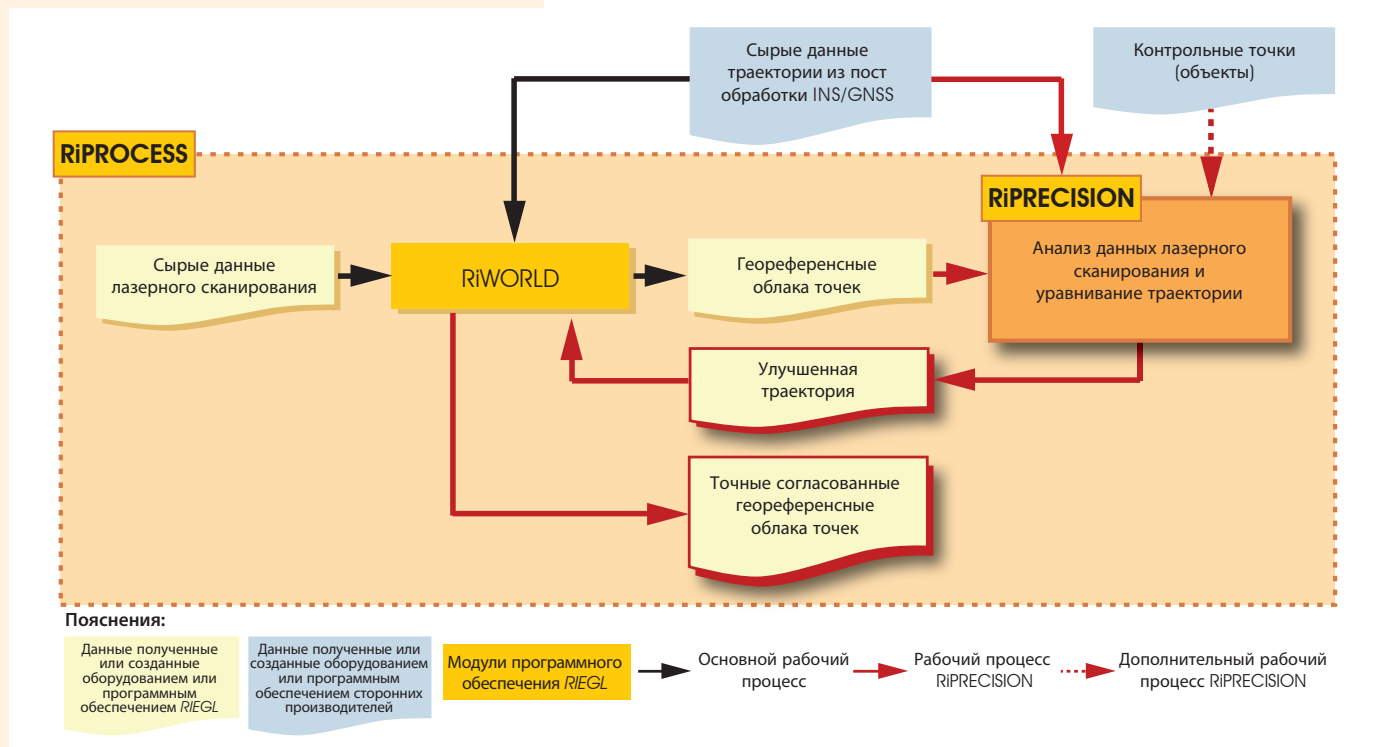 Сырые данные
траектории из пост
обработки INS/GNSS
Контрольные точки
(объекты)
RiPROCESS
RiPRECISION
Сырые данные
лазерного сканирования
RiWORLD
Геореференсные
облака точек
Анализ данных лазерного
сканирования и
уравнивание траектории
Улучшенная
траектория
Точные согласованные
геореференсные
облака точек
Пояснения:
Данные полученные
или созданные
оборудованием или
программным
обеспечением RIEGL
Данные полученные или
созданные оборудованием
или программным
обеспечением сторонних
производителей
Модули программного
обеспечения RIEGL
Основной рабочий
процесс
Рабочий процесс
RiPRECISION
Дополнительный рабочий
процесс RiPRECISION